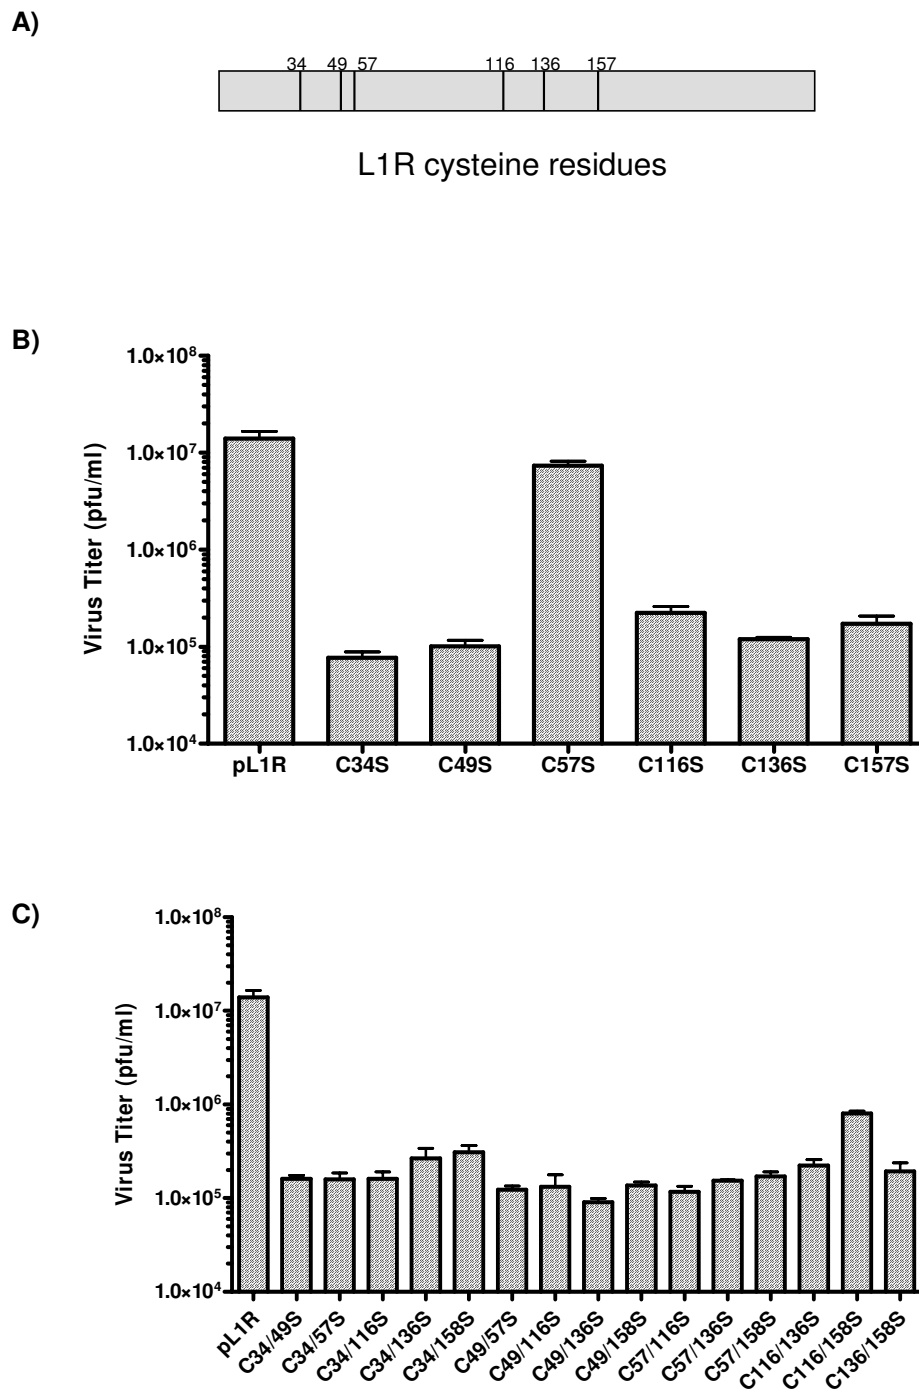 A)
34 49 57 116 136 157
L1R cysteine residues
B)
1.0×10⁸
1.0×10⁷
1.0×10⁶
1.0×10⁵
1.0×10⁴
Virus Titer (pfu/ml)
pL1R C34S C49S C57S C116S C136S C157S
C)
1.0×10⁸
1.0×10⁷
1.0×10⁶
1.0×10⁵
1.0×10⁴
Virus Titer (pfu/ml)
pL1R
C34/49S
C34/57S
C34/116S
C34/136S
C34/158S
C49/57S
C49/116S
C49/136S
C49/158S
C57/116S
C57/136S
C57/158S
C116/136S
C116/158S
C136/158S